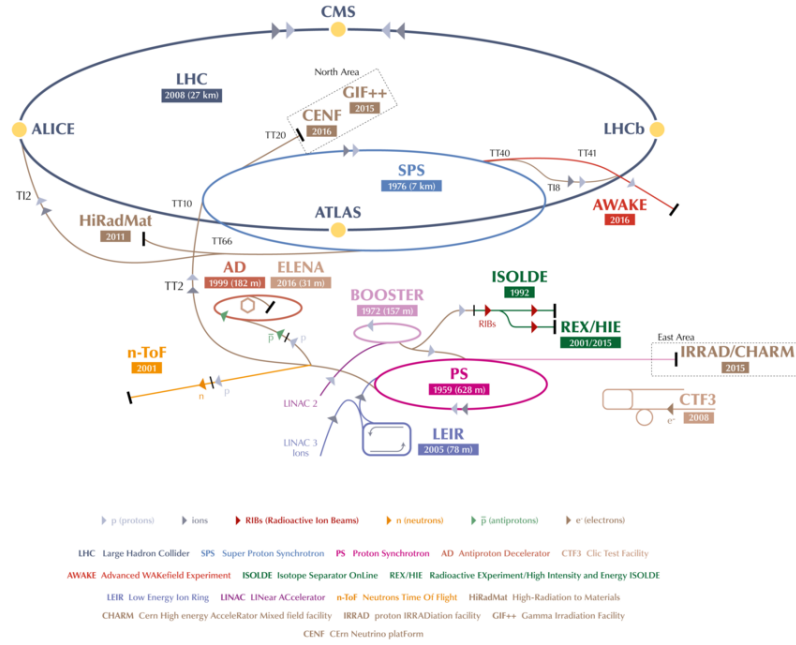 CMS
LHC
2008 (27 km)
North Area
GIF++
2015
CENF
2016
ALICE
LHCb
TT20
TT40
TT41
SPS
1976 (7 km)
TI8
TI2
TT10
AWAKE
2016
ATLAS
HiRadMat
2011
TT66
AD
1999 (182 m)
ELENA
2016 (31 m)
TT2
ISOLDE
1992
BOOSTER
1972 (157 m)
RIBs
REX/HIE
2001/2015
p̅
p
East Area
IRRAD/CHARM
2015
n-ToF
2001
n
p
PS
1959 (628 m)
LINAC 2
CTF3
2008
e⁻
LINAC 3
Ions
LEIR
2005 (78 m)
p (protons) ions RIBs (Radioactive Ion Beams) n (neutrons) p̅ (antiprotons) e⁻ (electrons)
LHC Large Hadron Collider SPS Super Proton Synchrotron PS Proton Synchrotron AD Antiproton Decelerator CTF3 Clic Test Facility
AWAKE Advanced WAKefield Experiment ISOLDE Isotope Separator OnLine REX/HIE Radioactive EXperiment/High Intensity and Energy ISOLDE
LEIR Low Energy Ion Ring LINAC LINear ACcelerator n-ToF Neutrons Time Of Flight HiRadMat High-Radiation to Materials
CHARM Cern High energy AcceleRator Mixed field facility IRRAD proton IRRADiation facility GIF++ Gamma Irradiation Facility
CENF CErn Neutrino platForm